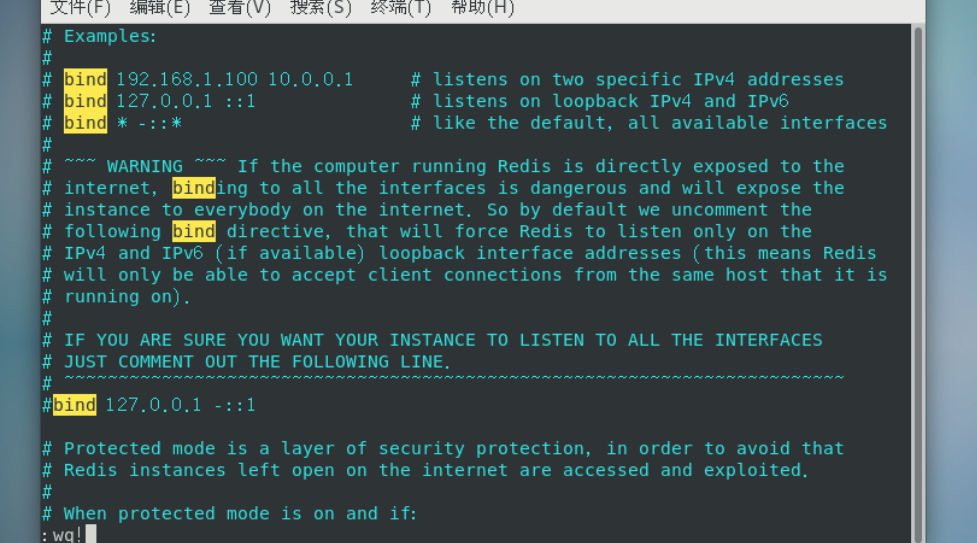 文件(F) 编辑(E) 查看(V) 搜索(S) 终端(T) 帮助(H)
# Examples:
#
# bind 192.168.1.100 10.0.0.1     # listens on two specific IPv4 addresses
# bind 127.0.0.1 ::1              # listens on loopback IPv4 and IPv6
# bind * -::*                     # like the default, all available interfaces
#
# ~~~ WARNING ~~~ If the computer running Redis is directly exposed to the
# internet, binding to all the interfaces is dangerous and will expose the
# instance to everybody on the internet. So by default we uncomment the
# following bind directive, that will force Redis to listen only on the
# IPv4 and IPv6 (if available) loopback interface addresses (this means Redis
# will only be able to accept client connections from the same host that it is
# running on).
#
# IF YOU ARE SURE YOU WANT YOUR INSTANCE TO LISTEN TO ALL THE INTERFACES
# JUST COMMENT OUT THE FOLLOWING LINE.
# ~~~~~~~~~~~~~~~~~~~~~~~~~~~~~~~~~~~~~~~~~~~~~~~~~~~~~~~~~~~~~~~~~~~~~~~~
#bind 127.0.0.1 -::1

# Protected mode is a layer of security protection, in order to avoid that
# Redis instances left open on the internet are accessed and exploited.
#
# When protected mode is on and if:
:wq!